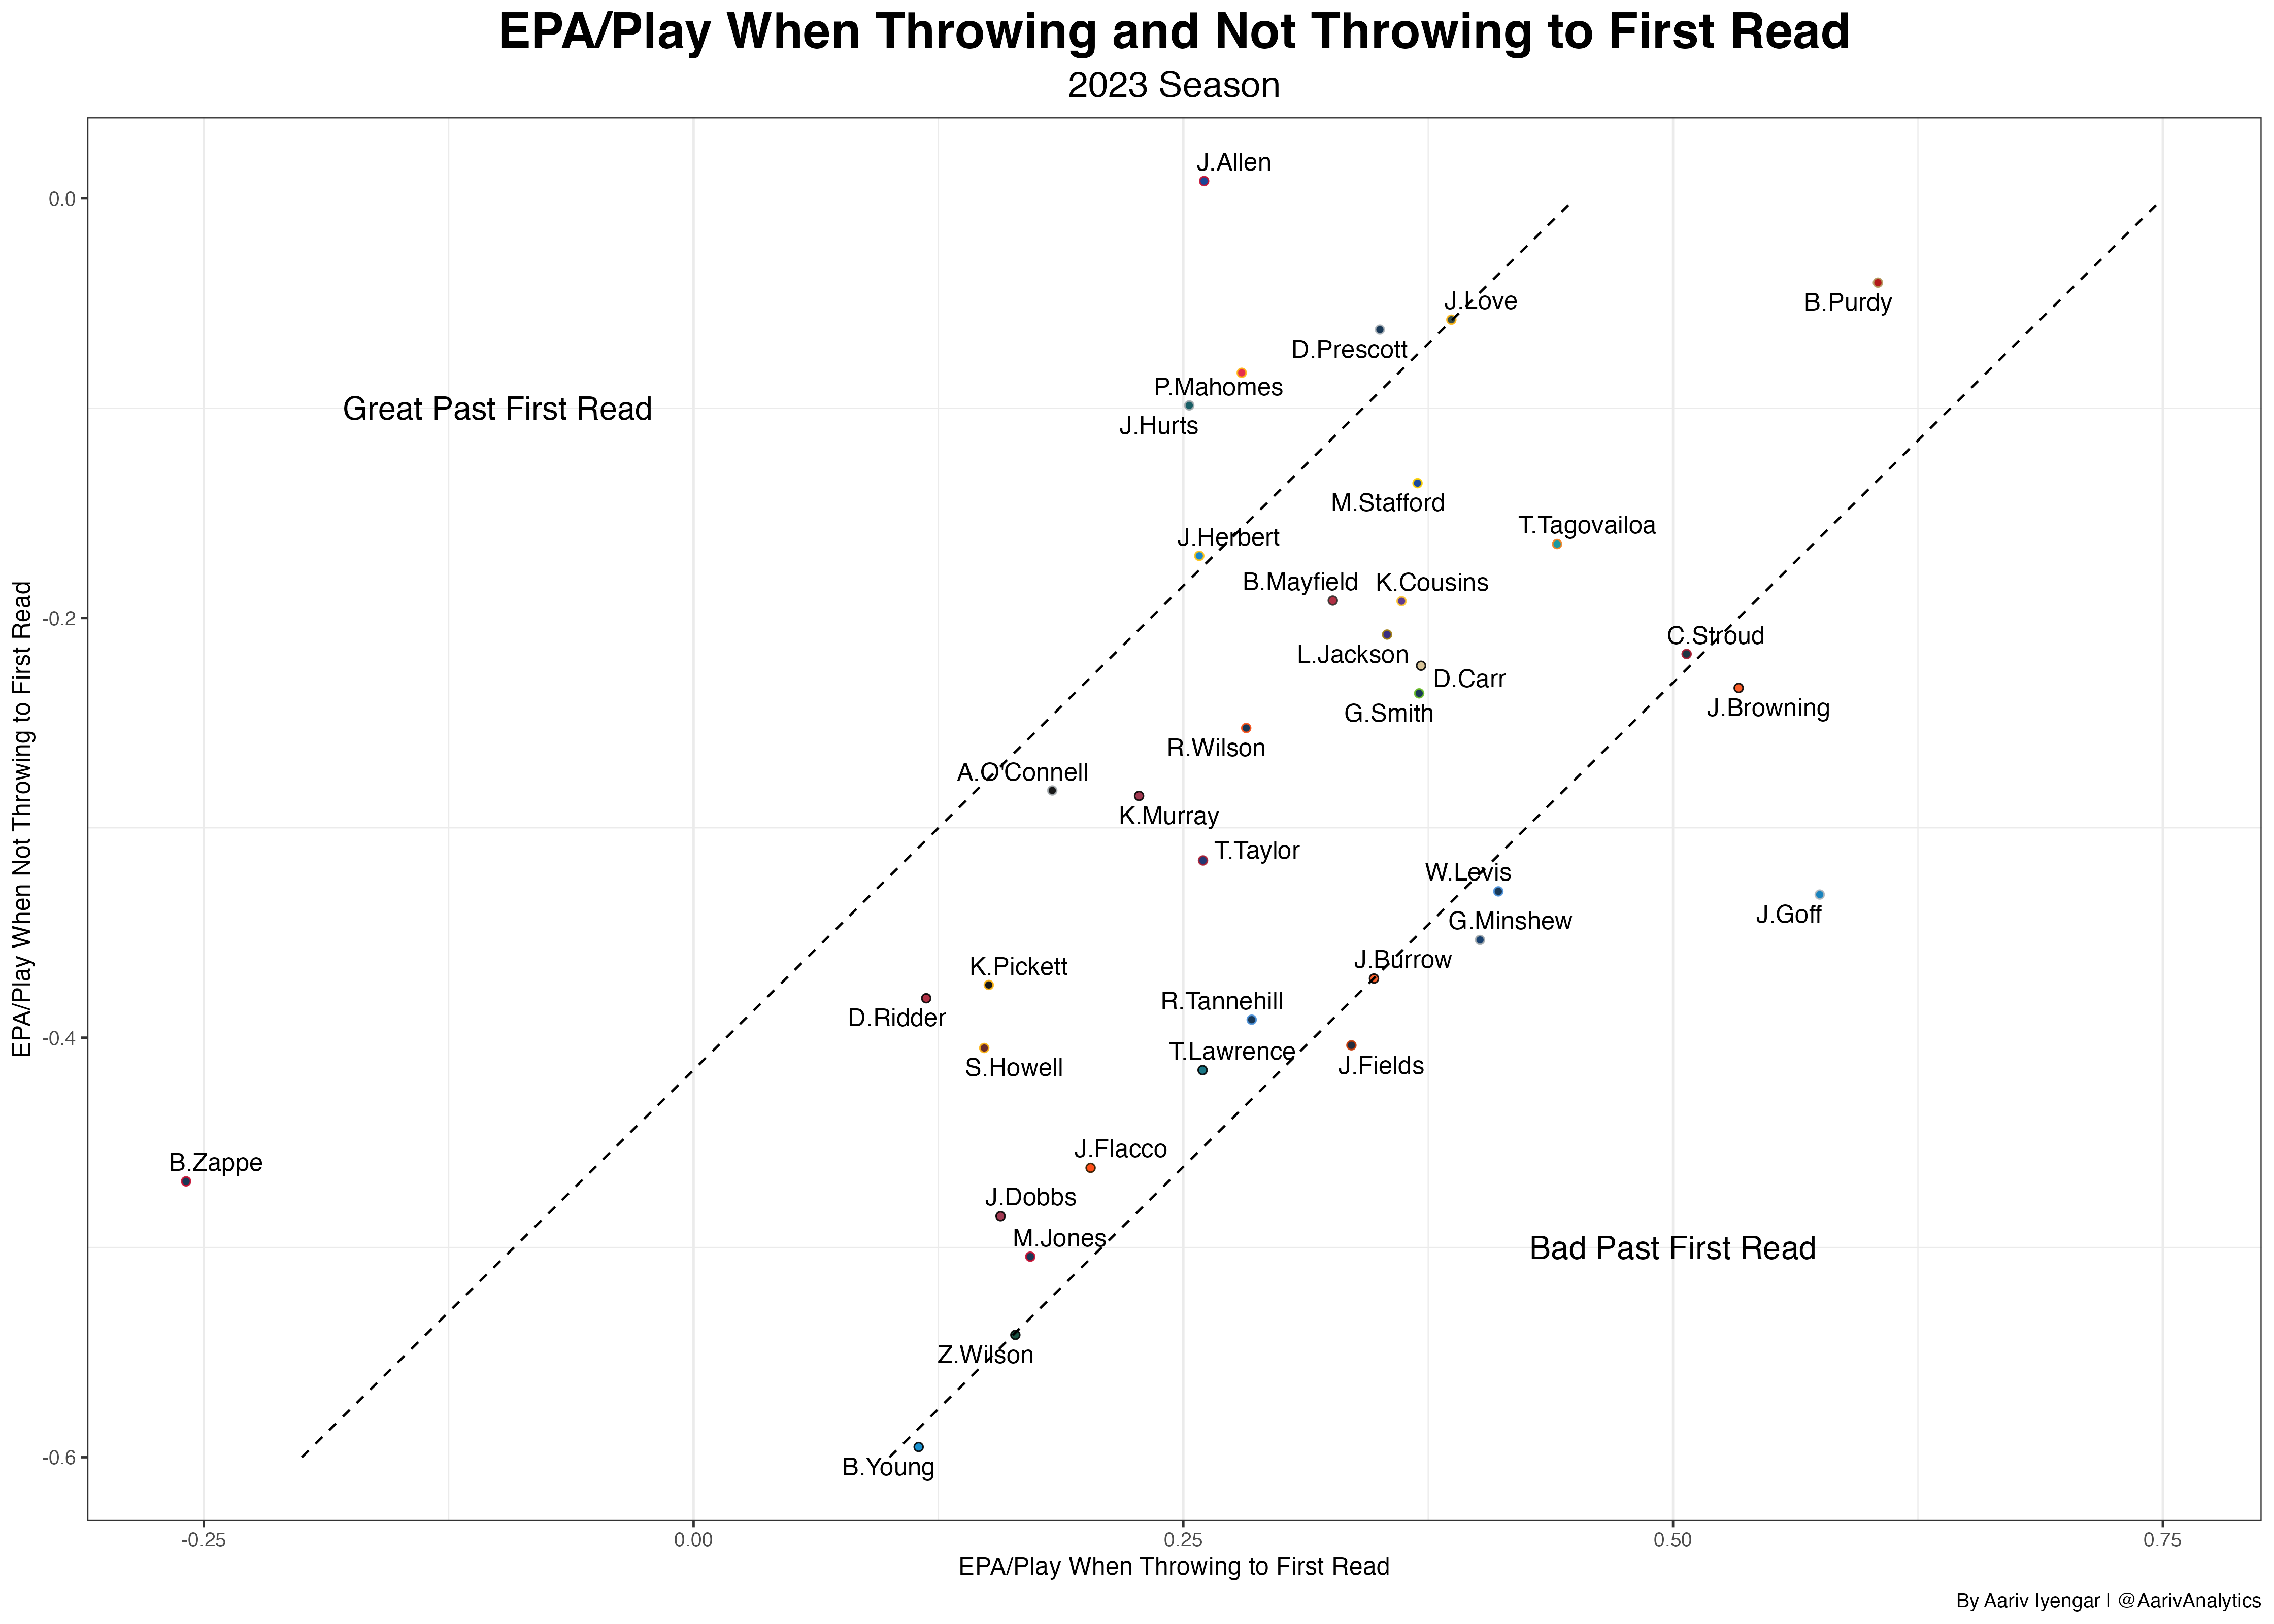 EPA/Play When Throwing and Not Throwing to First Read
2023 Season
J.Allen
0.0
J.Love
B.Purdy
D.Prescott
P.Mahomes
Great Past First Read
J.Hurts
M.Stafford
T.Tagovailoa
J.Herbert
B.Mayfield
K.Cousins
-0.2
C.Stroud
L.Jackson
D.Carr
J.Browning
G.Smith
R.Wilson
A.O'Connell
K.Murray
T.Taylor
W.Levis
J.Goff
G.Minshew
J.Burrow
K.Pickett
R.Tannehill
D.Ridder
-0.4
T.Lawrence
J.Fields
S.Howell
J.Flacco
B.Zappe
J.Dobbs
M.Jones
Bad Past First Read
Z.Wilson
-0.6
B.Young
EPA/Play When Not Throwing to First Read
-0.25
0.00
0.25
0.50
0.75
EPA/Play When Throwing to First Read
By Aariv Iyengar | @AarivAnalytics